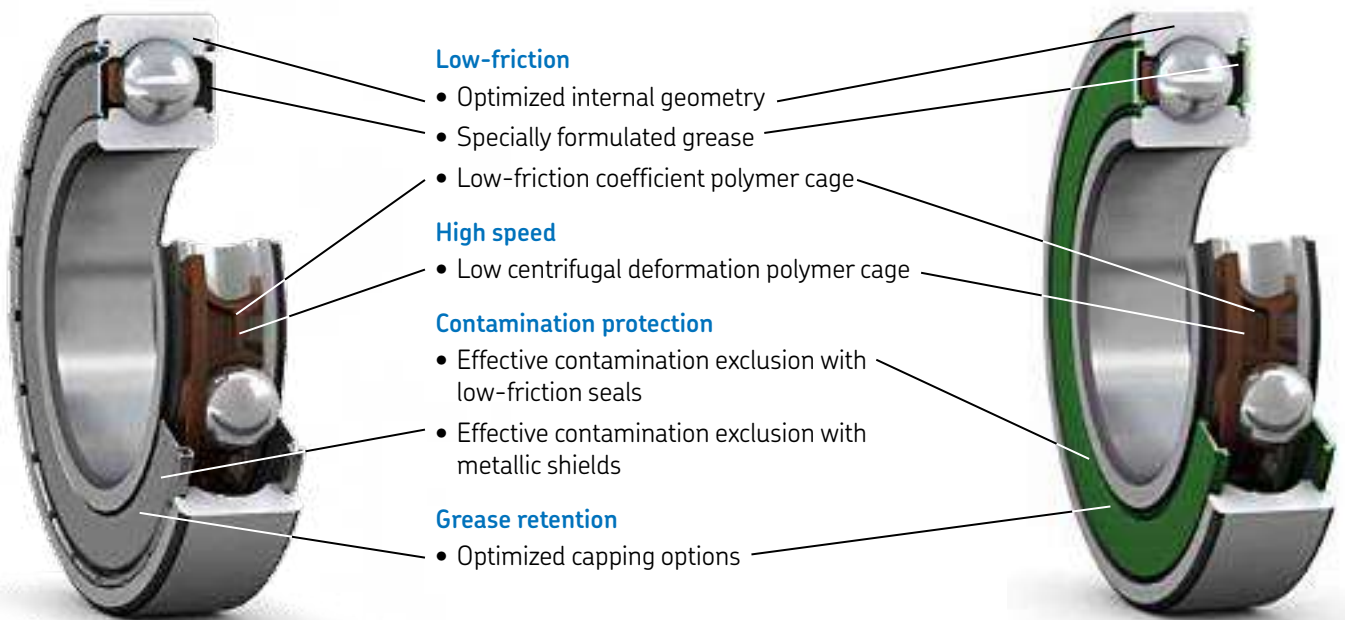 Low-friction
• Optimized internal geometry
• Specially formulated grease
• Low-friction coefficient polymer cage
High speed
• Low centrifugal deformation polymer cage
Contamination protection
• Effective contamination exclusion with
low-friction seals
• Effective contamination exclusion with
metallic shields
Grease retention
• Optimized capping options